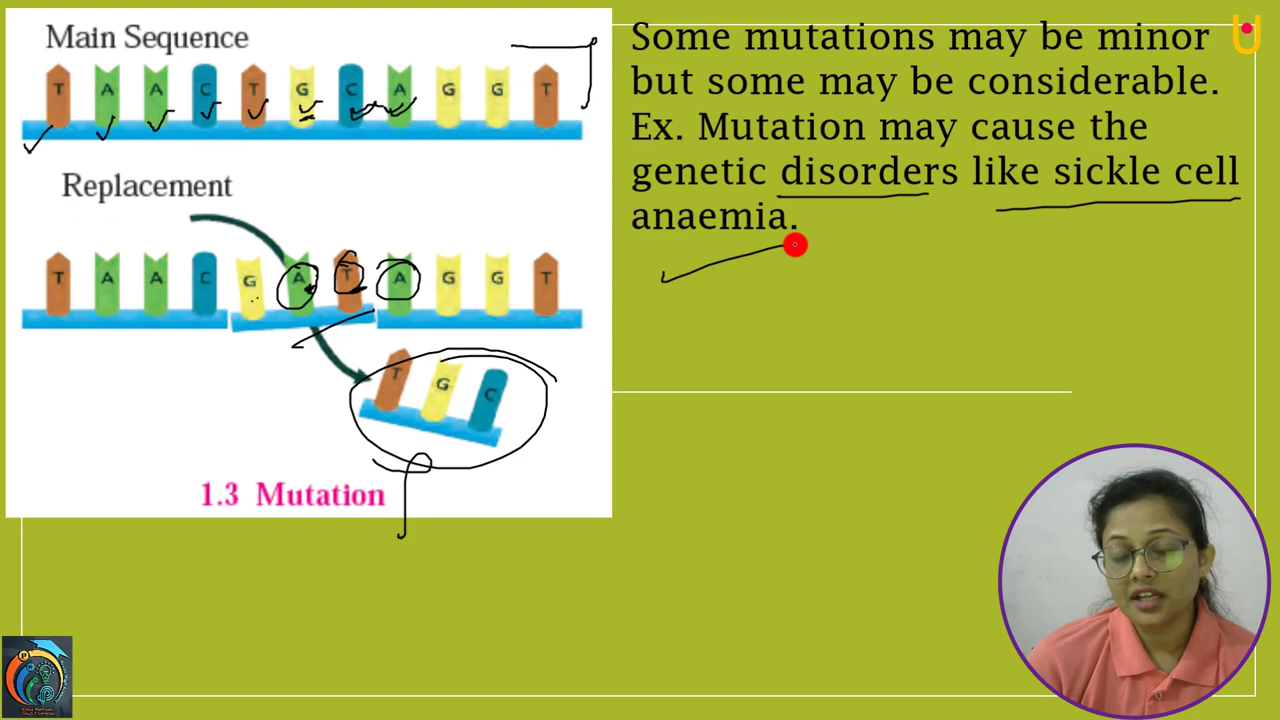 Main Sequence
T A A C T G C A G G T
Replacement
T A A C G A T A G G T
T G C
1.3 Mutation
Some mutations may be minor
but some may be considerable.
Ex. Mutation may cause the
genetic disorders like sickle cell
anaemia.